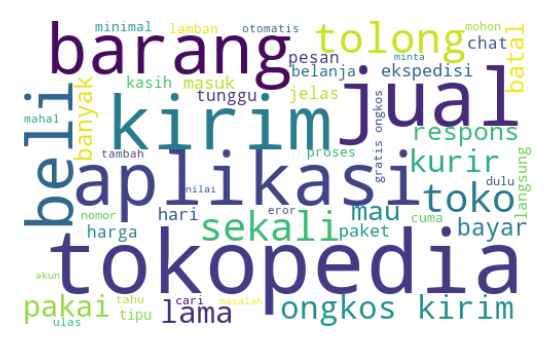 minimal
lamban
otomatis
mohon
barang
tolong
minta
chat
batal
pesan
belanja
ekspedisi
kasih
masuk
jual
beli
banyak
tunggu
jelas
mahal
kirim
respons
tambah
proses
gratis ongkos
kurir
langsung
aplikasi
nilai
toko
dulu
nomor
hari
eror
mau
cuma
sekali
harga
paket
bayar
tokopedia
akun
pakai
tahu
cari
masalah
lama
ongkos kirim
ulas
tipu